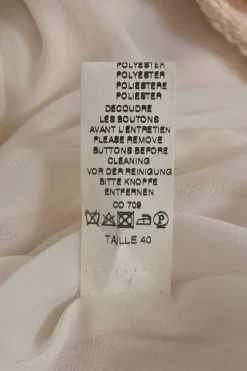 POLYESTER
POLYESTER
POLIESTERE
POLIESTER
DECOUDRE
LES BOUTONS
AVANT L'ENTRETIEN
PLEASE REMOVE
BUTTONS BEFORE
CLEANING
VOR DER REINIGUNG
BITTE KNOPFE
ENTFERNEN
CO 709
P
TAILLE 40